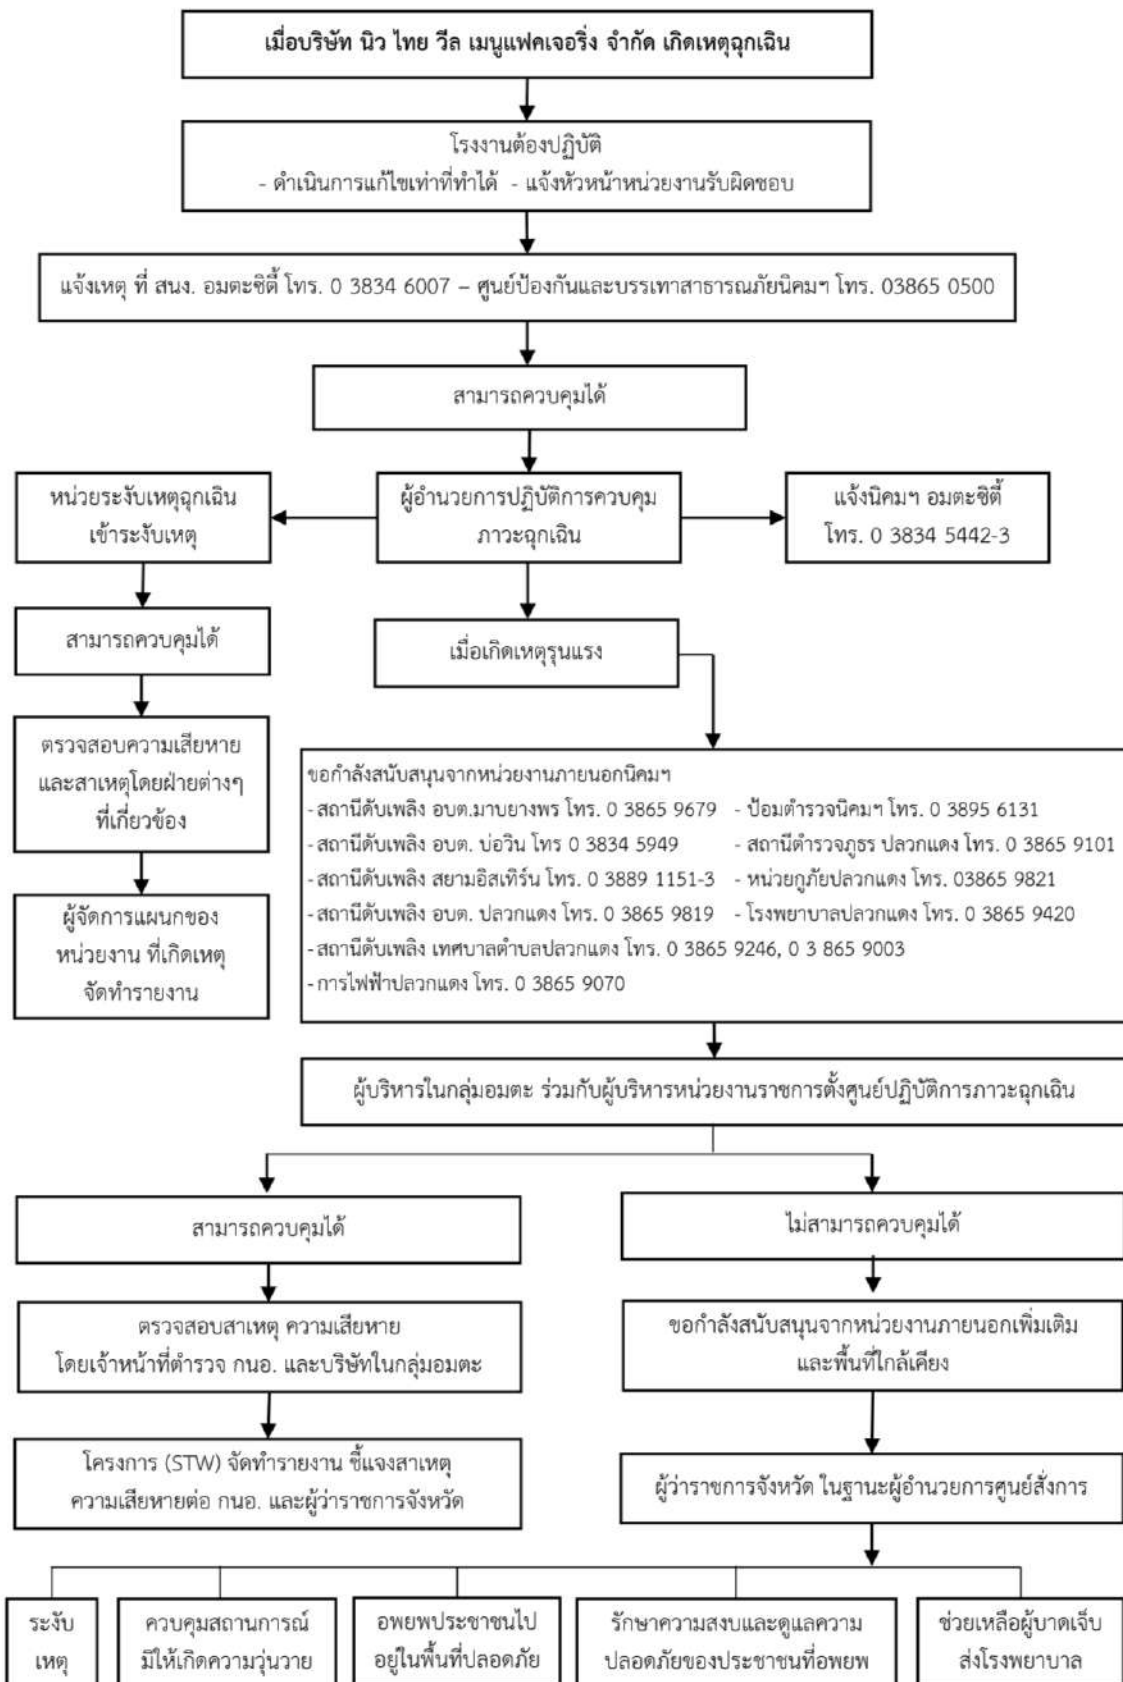 เมื่อบริษัท นิว ไทย วีล เมนูแฟคเจอริ่ง จำกัด เกิดเหตุฉุกเฉิน
โรงงานต้องปฏิบัติ
- ดำเนินการแก้ไขเท่าที่ทำได้ - แจ้งหัวหน้าหน่วยงานรับผิดชอบ
แจ้งเหตุ ที่ สนง. อมตะซิตี้ โทร. 0 3834 6007 – ศูนย์ป้องกันและบรรเทาสาธารณภัยนิคมฯ โทร. 03865 0500
สามารถควบคุมได้
หน่วยระงับเหตุฉุกเฉิน
เข้าระงับเหตุ
ผู้อำนวยการปฏิบัติการควบคุม
ภาวะฉุกเฉิน
แจ้งนิคมฯ อมตะซิตี้
โทร. 0 3834 5442-3
สามารถควบคุมได้
เมื่อเกิดเหตุรุนแรง
ตรวจสอบความเสียหาย
และสาเหตุโดยฝ่ายต่างๆ
ที่เกี่ยวข้อง
ผู้จัดการแผนกของ
หน่วยงาน ที่เกิดเหตุ
จัดทำรายงาน
ขอกำลังสนับสนุนจากหน่วยงานภายนอกนิคมฯ
- สถานีดับเพลิง อบต.มาบยางพร โทร. 0 3865 9679 - ป้อมตำรวจนิคมฯ โทร. 0 3895 6131
- สถานีดับเพลิง อบต. บ่อวิน โทร 0 3834 5949 - สถานีตำรวจภูธร ปลวกแดง โทร. 0 3865 9101
- สถานีดับเพลิง สยามอิสเทิร์น โทร. 0 3889 1151-3 - หน่วยกูภัยปลวกแดง โทร. 03865 9821
- สถานีดับเพลิง อบต. ปลวกแดง โทร. 0 3865 9819 - โรงพยาบาลปลวกแดง โทร. 0 3865 9420
- สถานีดับเพลิง เทศบาลตำบลปลวกแดง โทร. 0 3865 9246, 0 3 865 9003
- การไฟฟ้าปลวกแดง โทร. 0 3865 9070
ผู้บริหารในกลุ่มอมตะ ร่วมกับผู้บริหารหน่วยงานราชการตั้งศูนย์ปฏิบัติการภาวะฉุกเฉิน
สามารถควบคุมได้
ไม่สามารถควบคุมได้
ตรวจสอบสาเหตุ ความเสียหาย
โดยเจ้าหน้าที่ตำรวจ กนอ. และบริษัทในกลุ่มอมตะ
ขอกำลังสนับสนุนจากหน่วยงานภายนอกเพิ่มเติม
และพื้นที่ใกล้เคียง
โครงการ (STW) จัดทำรายงาน ชี้แจงสาเหตุ
ความเสียหายต่อ กนอ. และผู้ว่าราชการจังหวัด
ผู้ว่าราชการจังหวัด ในฐานะผู้อำนวยการศูนย์สั่งการ
ระงับ
เหตุ
ควบคุมสถานการณ์
มิให้เกิดความวุ่นวาย
อพยพประชาชนไป
อยู่ในพื้นที่ปลอดภัย
รักษาความสงบและดูแลความ
ปลอดภัยของประชาชนที่อพยพ
ช่วยเหลือผู้บาดเจ็บ
ส่งโรงพยาบาล